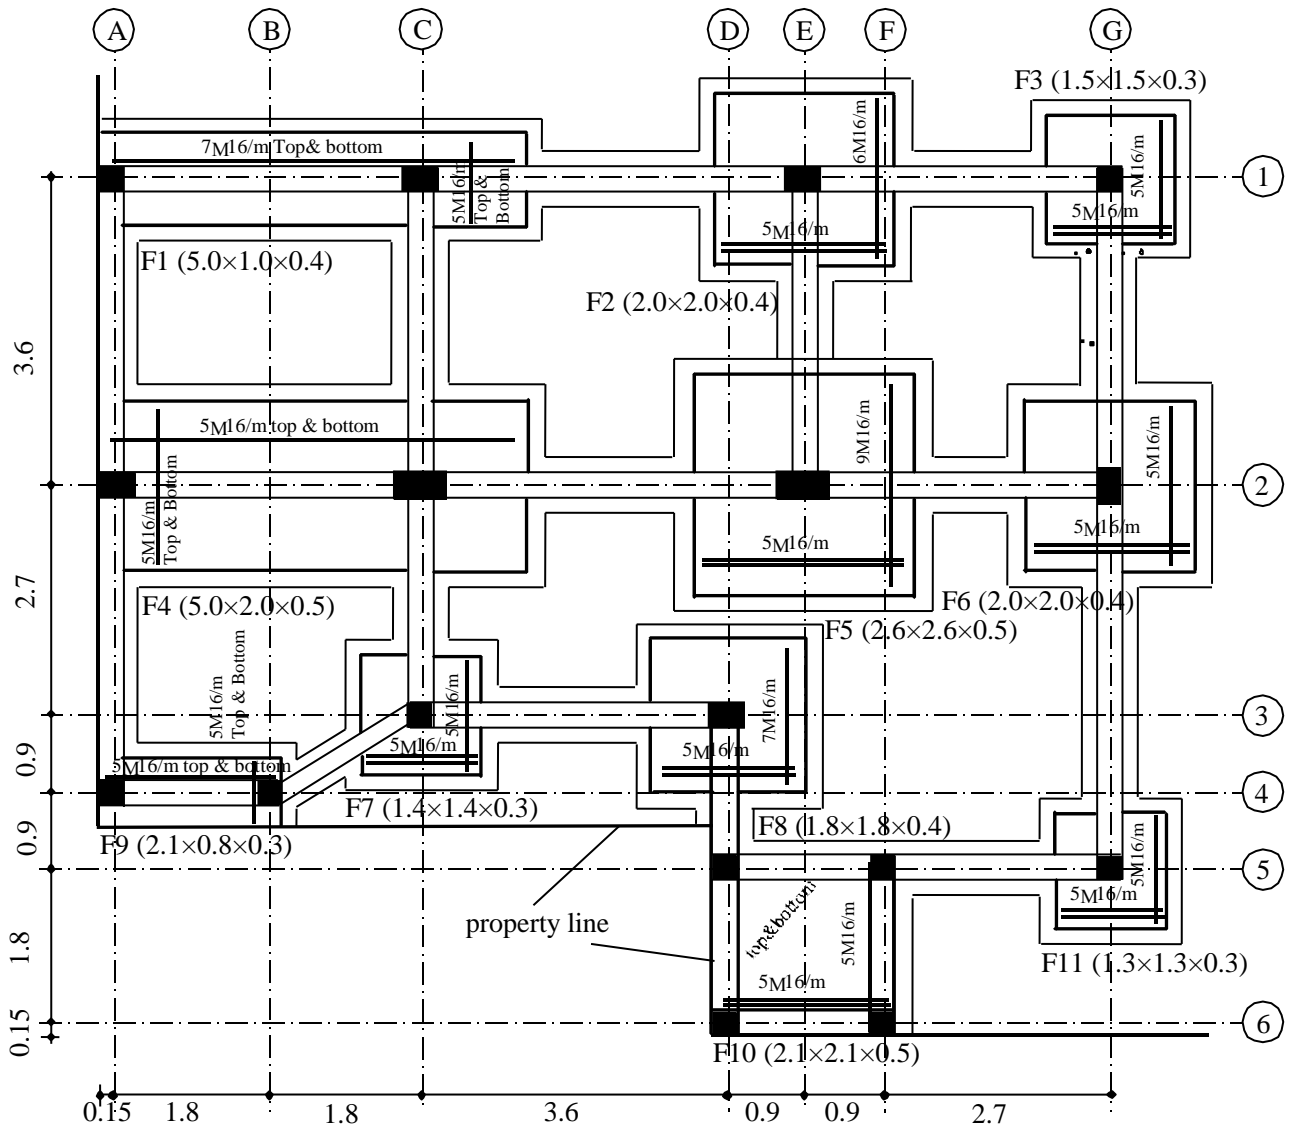 A B C D E F G
F3 (1.5×1.5×0.3)
7M16/m Top& bottom
5M16/m
Top &
Bottom
6M16/m
5M16/m
5M16/m
5M16/m
1
F1 (5.0×1.0×0.4)
F2 (2.0×2.0×0.4)
3.6
5M16/m top & bottom
5M16/m
Top & Bottom
9M16/m
5M16/m
5M16/m
5M16/m
2
F4 (5.0×2.0×0.5)
F6 (2.0×2.0×0.4)
F5 (2.6×2.6×0.5)
2.7
5M16/m
Top & Bottom
5M16/m
5M16/m
7M16/m
5M16/m
3
0.9
5M16/m top & bottom
4
F7 (1.4×1.4×0.3)
F8 (1.8×1.8×0.4)
F9 (2.1×0.8×0.3)
0.9
5M16/m
5M16/m
5
property line
top&bottom
5M16/m
5M16/m
1.8
F11 (1.3×1.3×0.3)
0.15
6
F10 (2.1×2.1×0.5)
0.15 1.8 1.8 3.6 0.9 0.9 2.7